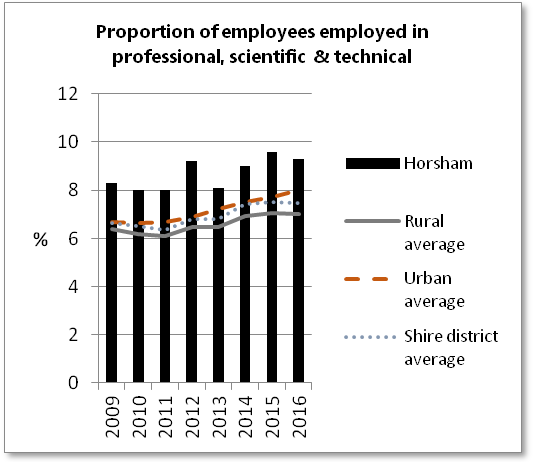 Proportion of employees employed in
professional, scientific & technical
12
10
8
6
4
2
0
%
2009
2010
2011
2012
2013
2014
2015
2016
Horsham
Rural
average
Urban
average
Shire district
average